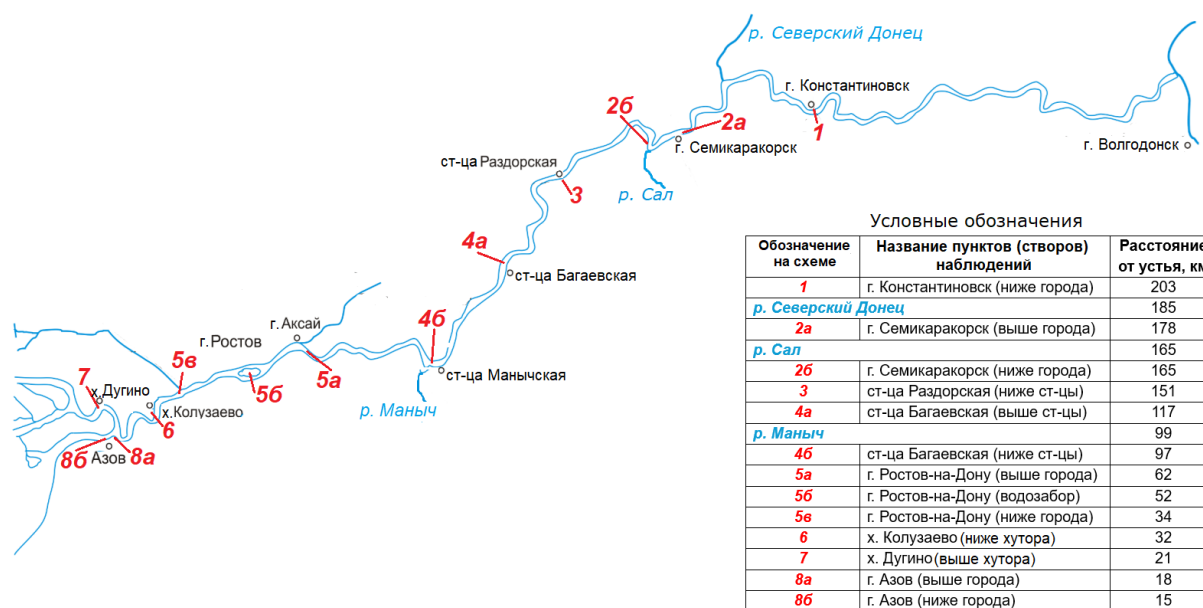 р. Северский Донец
г. Константиновск
2б
2а
1
г. Семикаракорск
г. Волгодонск
ст-ца Раздорская
3
р. Сал
4а
ст-ца Багаевская
г. Аксай
4б
г. Ростов
5в
5б
5а
ст-ца Манычская
7
х.Дугино
х.Колузаево
6
р. Маныч
8б
Азов
8а
Условные обозначения
Обозначение на схеме
Название пунктов (створов) наблюдений
Расстояние от устья, км
1 г. Константиновск (ниже города) 203
р. Северский Донец 185
2а г. Семикаракорск (выше города) 178
р. Сал 165
2б г. Семикаракорск (ниже города) 165
3 ст-ца Раздорская (ниже ст-цы) 151
4а ст-ца Багаевская (выше ст-цы) 117
р. Маныч 99
4б ст-ца Багаевская (ниже ст-цы) 97
5а г. Ростов-на-Дону (выше города) 62
5б г. Ростов-на-Дону (водозабор) 52
5в г. Ростов-на-Дону (ниже города) 34
6 х. Колузаево (ниже хутора) 32
7 х. Дугино (выше хутора) 21
8а г. Азов (выше города) 18
8б г. Азов (ниже города) 15